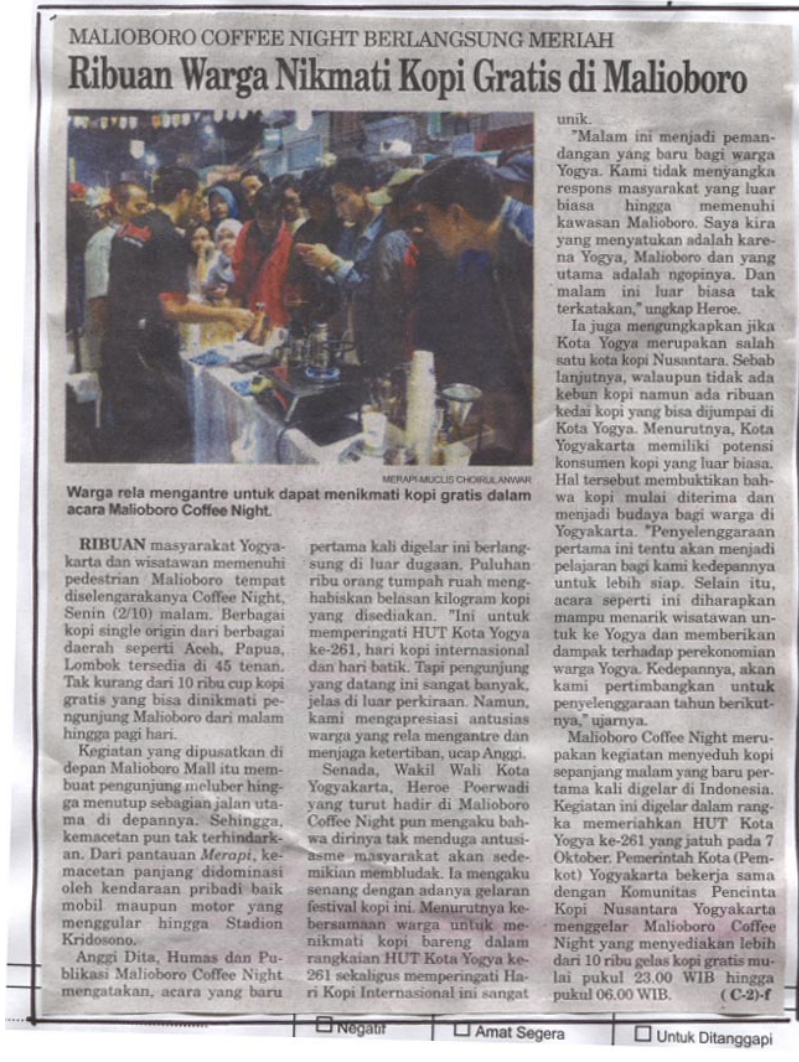 MALIOBORO COFFEE NIGHT BERLANGSUNG MERIAH
Ribuan Warga Nikmati Kopi Gratis di Malioboro
MERAPI-MUCLIS CHOIRULANWAR
Warga rela mengantre untuk dapat menikmati kopi gratis dalam
acara Malioboro Coffee Night.
RIBUAN masyarakat Yogya-
karta dan wisatawan memenuhi
pedestrian Malioboro tempat
diselengarakanya Coffee Night,
Senin (2/10) malam. Berbagai
kopi single origin dari berbagai
daerah seperti Aceh, Papua,
Lombok tersedia di 45 tenan.
Tak kurang dari 10 ribu cup kopi
gratis yang bisa dinikmati pe-
ngunjung Malioboro dari malam
hingga pagi hari.
Kegiatan yang dipusatkan di
depan Malioboro Mall itu mem-
buat pengunjung meluber hing-
ga menutup sebagian jalan uta-
ma di depannya. Sehingga,
kemacetan pun tak terhindark-
an. Dari pantauan Merapi, ke-
macetan panjang didominasi
oleh kendaraan pribadi baik
mobil maupun motor yang
menggular hingga Stadion
Kridosono.
Anggi Dita, Humas dan Pu-
blikasi Malioboro Coffee Night
mengatakan, acara yang baru
pertama kali digelar ini berlang-
sung di luar dugaan. Puluhan
ribu orang tumpah ruah meng-
habiskan belasan kilogram kopi
yang disediakan. "Ini untuk
memperingati HUT Kota Yogya
ke-261, hari kopi internasional
dan hari batik. Tapi pengunjung
yang datang ini sangat banyak,
jelas di luar perkiraan. Namun,
kami mengapresiasi antusias
warga yang rela mengantre dan
menjaga ketertiban, ucap Anggi.
Senada, Wakil Wali Kota
Yogyakarta, Heroe Poerwadi
yang turut hadir di Malioboro
Coffee Night pun mengaku bah-
wa dirinya tak menduga antusi-
asme masyarakat akan sede-
mikian membludak. Ia mengaku
senang dengan adanya gelaran
festival kopi ini. Menurutnya ke-
bersamaan warga untuk me-
nikmati kopi bareng dalam
rangkaian HUT Kota Yogya ke-
261 sekaligus memperingati Ha-
ri Kopi Internasional ini sangat
unik.
"Malam ini menjadi peman-
dangan yang baru bagi warga
Yogya. Kami tidak menyangka
respons masyarakat yang luar
biasa hingga memenuhi
kawasan Malioboro. Saya kira
yang menyatukan adalah kare-
na Yogya, Malioboro dan yang
utama adalah ngopinya. Dan
malam ini luar biasa tak
terkatakan," ungkap Heroe.
Ia juga mengungkapkan jika
Kota Yogya merupakan salah
satu kota kopi Nusantara. Sebab
lanjutnya, walaupun tidak ada
kebun kopi namun ada ribuan
kedai kopi yang bisa dijumpai di
Kota Yogya. Menurutnya, Kota
Yogyakarta memiliki potensi
konsumen kopi yang luar biasa.
Hal tersebut membuktikan bah-
wa kopi mulai diterima dan
menjadi budaya bagi warga di
Yogyakarta. "Penyelenggaraan
pertama ini tentu akan menjadi
pelajaran bagi kami kedepannya
untuk lebih siap. Selain itu,
acara seperti ini diharapkan
mampu menarik wisatawan un-
tuk ke Yogya dan memberikan
dampak terhadap perekonomian
warga Yogya. Kedepannya, akan
kami pertimbangkan untuk
penyelenggaraan tahun berikut-
nya," ujarnya.
Malioboro Coffee Night meru-
pakan kegiatan menyeduh kopi
sepanjang malam yang baru per-
tama kali digelar di Indonesia.
Kegiatan ini digelar dalam rang-
ka memeriahkan HUT Kota
Yogya ke-261 yang jatuh pada 7
Oktober. Pemerintah Kota (Pem-
kot) Yogyakarta bekerja sama
dengan Komunitas Pencinta
Kopi Nusantara Yogyakarta
menggelar Malioboro Coffee
Night yang menyediakan lebih
dari 10 ribu gelas kopi gratis mu-
lai pukul 23.00 WIB hingga
pukul 06.00 WIB. (C-2)-f
Negatif Amat Segera Untuk Ditanggapi